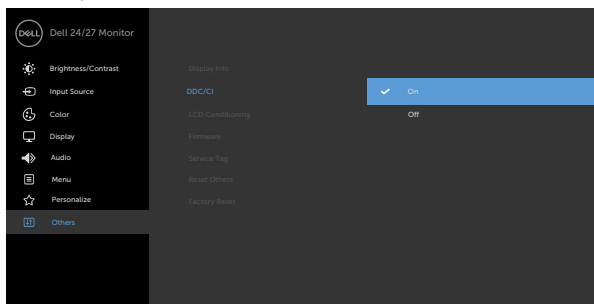 DELL Dell 24/27 Monitor
Brightness/Contrast
Input Source
Color
Display
Audio
Menu
Personalize
Others
Display Info
DDC/CI
LCD Conditioning
Firmware
Service Tag
Reset Others
Factory Reset
On
Off